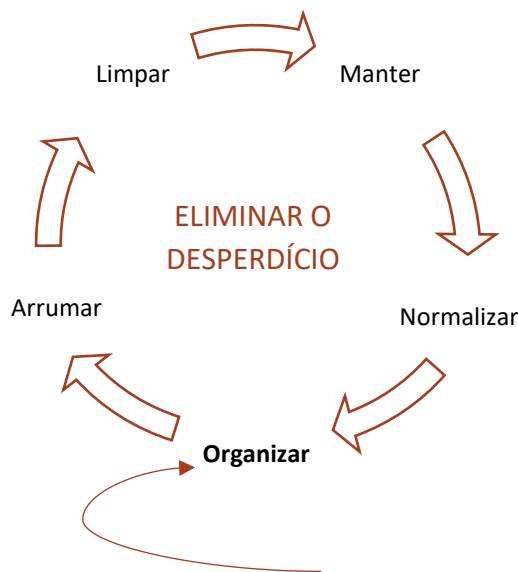 Limpar
Manter
ELIMINAR O
DESPERDÍCIO
Arrumar
Normalizar
Organizar